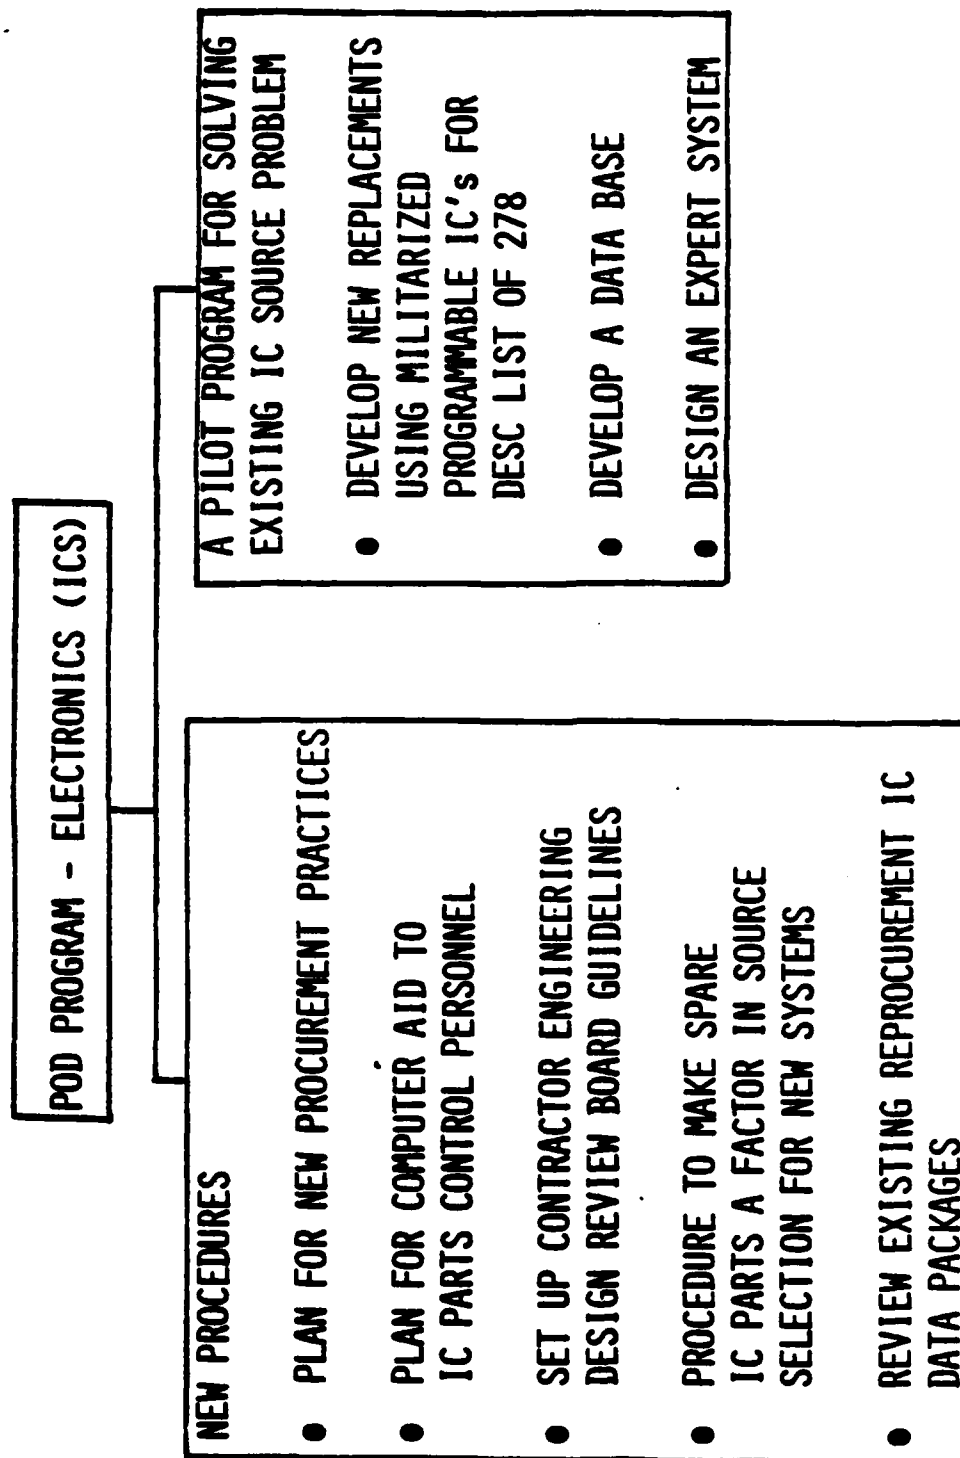 POD PROGRAM - ELECTRONICS (ICS)
NEW PROCEDURES
● PLAN FOR NEW PROCUREMENT PRACTICES
● PLAN FOR COMPUTER AID TO
IC PARTS CONTROL PERSONNEL
● SET UP CONTRACTOR ENGINEERING
DESIGN REVIEW BOARD GUIDELINES
● PROCEDURE TO MAKE SPARE
IC PARTS A FACTOR IN SOURCE
SELECTION FOR NEW SYSTEMS
● REVIEW EXISTING REPROCUREMENT IC
DATA PACKAGES
A PILOT PROGRAM FOR SOLVING
EXISTING IC SOURCE PROBLEM
● DEVELOP NEW REPLACEMENTS
USING MILITARIZED
PROGRAMMABLE IC's FOR
DESC LIST OF 278
● DEVELOP A DATA BASE
● DESIGN AN EXPERT SYSTEM